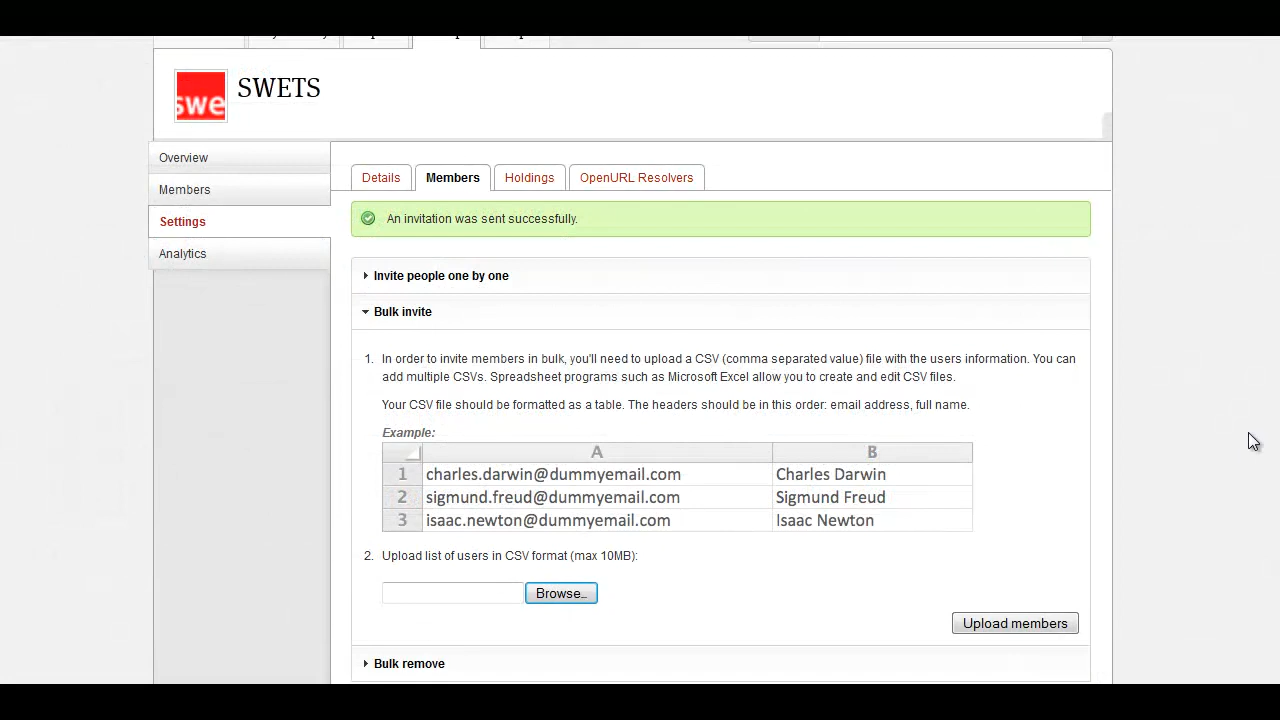 swe
SWETS
Overview
Members
Settings
Analytics
Details
Members
Holdings
OpenURL Resolvers
An invitation was sent successfully.
Invite people one by one
Bulk invite
1. In order to invite members in bulk, you'll need to upload a CSV (comma separated value) file with the users information. You can
add multiple CSVs. Spreadsheet programs such as Microsoft Excel allow you to create and edit CSV files.
Your CSV file should be formatted as a table. The headers should be in this order: email address, full name.
Example:
A B
1 charles.darwin@dummyemail.com Charles Darwin
2 sigmund.freud@dummyemail.com Sigmund Freud
3 isaac.newton@dummyemail.com Isaac Newton
2. Upload list of users in CSV format (max 10MB):
Browse...
Upload members
Bulk remove